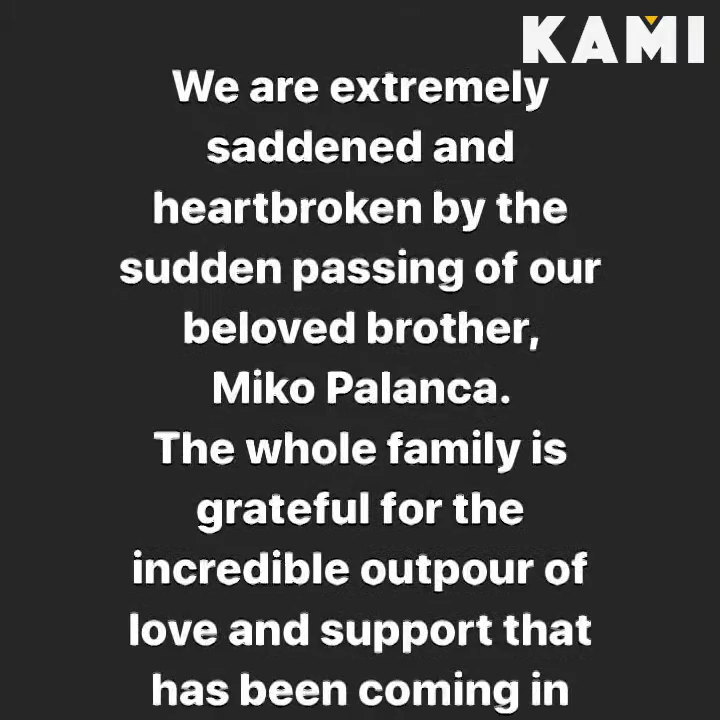 KAMI
We are extremely
saddened and
heartbroken by the
sudden passing of our
beloved brother,
Miko Palanca.
The whole family is
grateful for the
incredible outpour of
love and support that
has been coming in